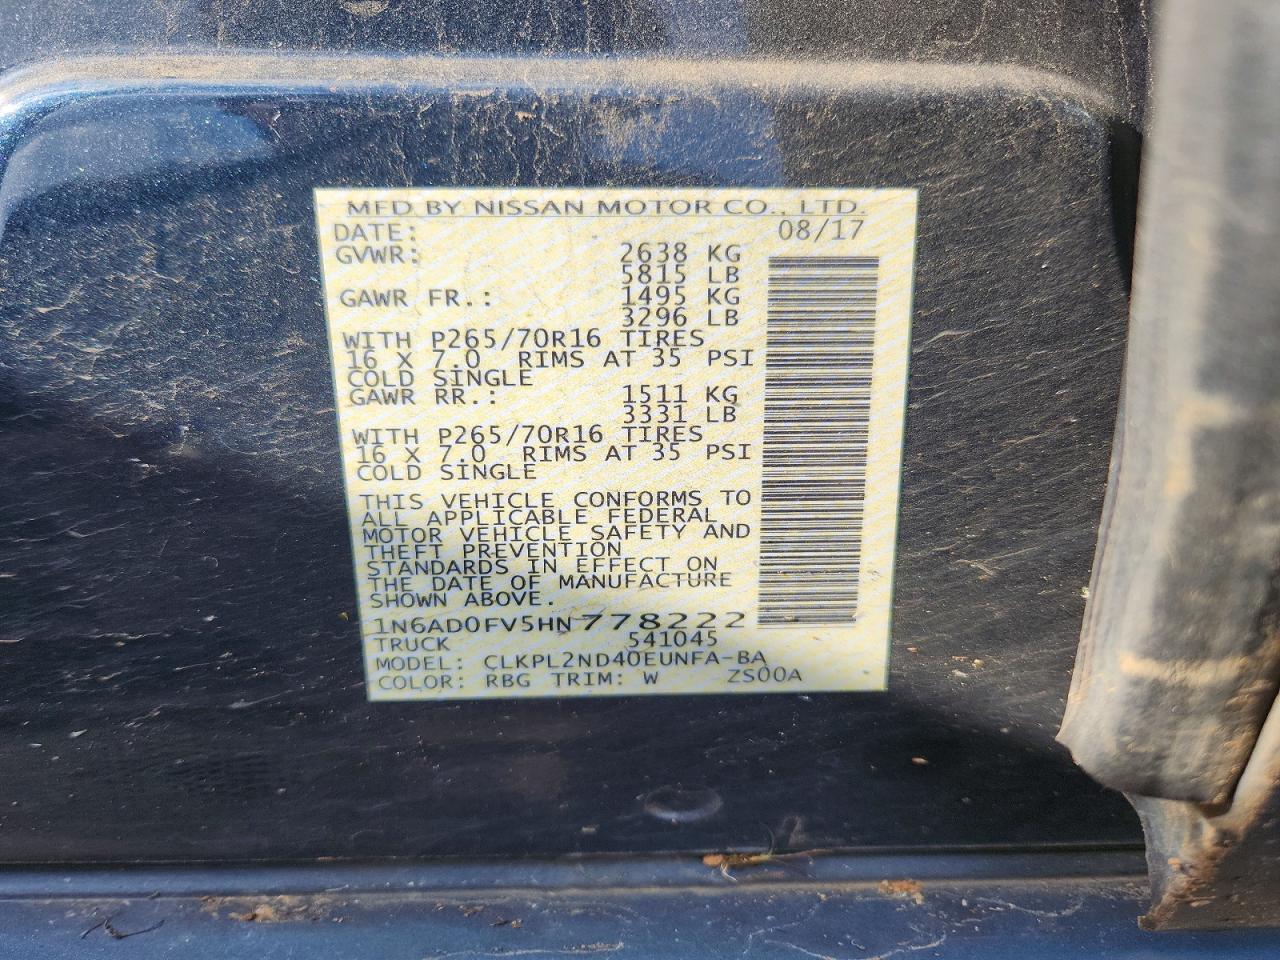 MFD BY NISSAN MOTOR CO., LTD.
DATE: 08/17
GVWR: 2638 KG
5815 LB
GAWR FR.: 1495 KG
3296 LB
WITH P265/70R16 TIRES
16 X 7.0 RIMS AT 35 PSI
COLD SINGLE
GAWR RR.: 1511 KG
3331 LB
WITH P265/70R16 TIRES
16 X 7.0 RIMS AT 35 PSI
COLD SINGLE
THIS VEHICLE CONFORMS TO
ALL APPLICABLE FEDERAL
MOTOR VEHICLE SAFETY AND
THEFT PREVENTION
STANDARDS IN EFFECT ON
THE DATE OF MANUFACTURE
SHOWN ABOVE.
1N6AD0FV5HN778222
TRUCK 541045
MODEL: CLKPL2ND40EUNFA-BA
COLOR: RBG TRIM: W ZS00A